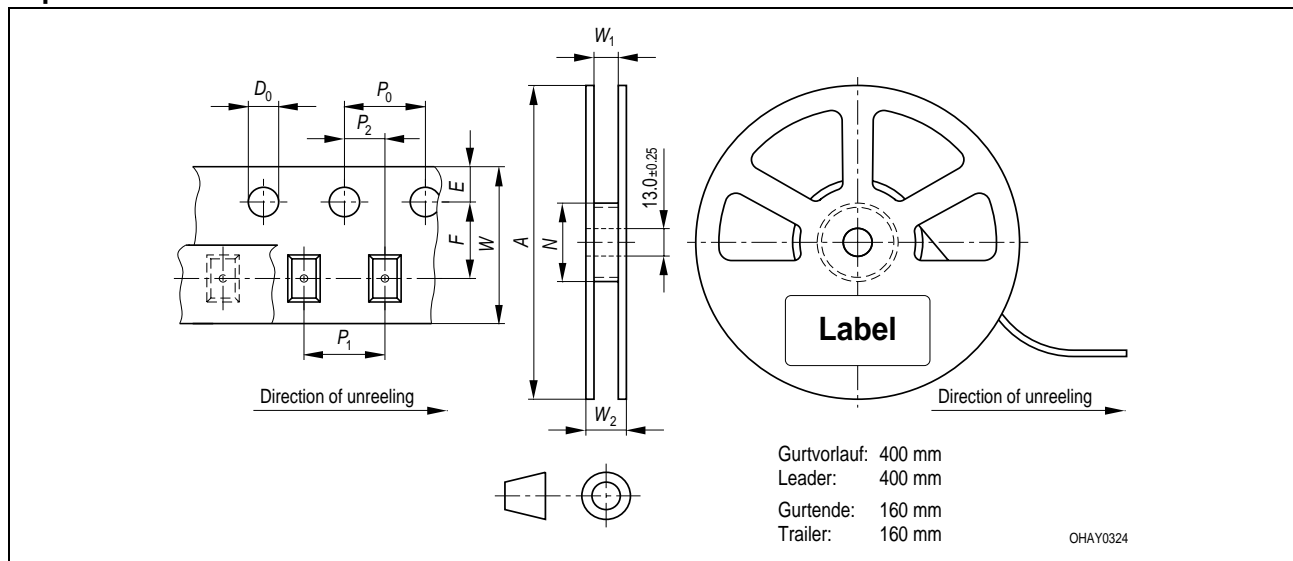 W₁
D₀
P₀
P₂
E
F
W
A
N
13.0±0.25
Label
P₁
Direction of unreeling
W₂
Direction of unreeling
Gurtvorlauf: 400 mm
Leader: 400 mm
Gurtende: 160 mm
Trailer: 160 mm
OHAY0324